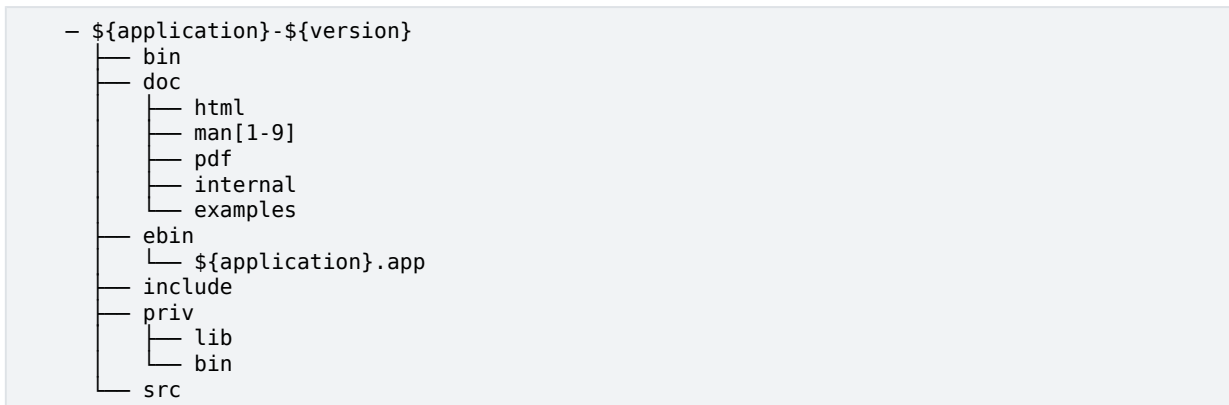 ─ ${application}-${version}
├── bin
├── doc
│   ├── html
│   ├── man[1-9]
│   ├── pdf
│   ├── internal
│   └── examples
├── ebin
│   └── ${application}.app
├── include
├── priv
│   ├── lib
│   └── bin
└── src